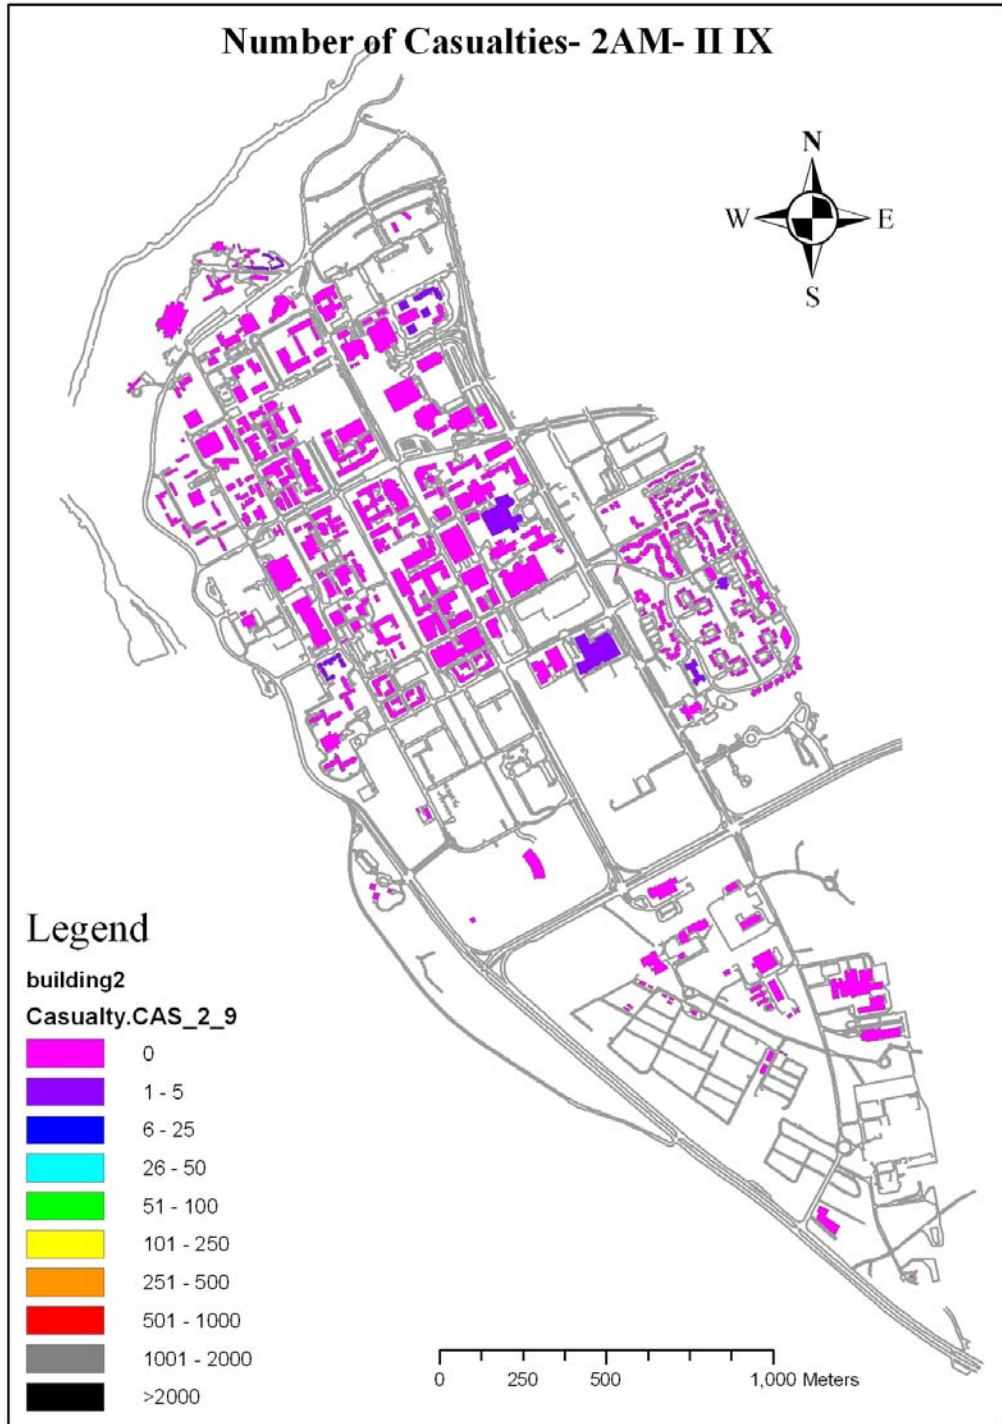 Number of Casualties- 2AM- II IX
N
W E
S
Legend
building2
Casualty.CAS_2_9
0
1 - 5
6 - 25
26 - 50
51 - 100
101 - 250
251 - 500
501 - 1000
1001 - 2000
>2000
0 250 500 1,000 Meters